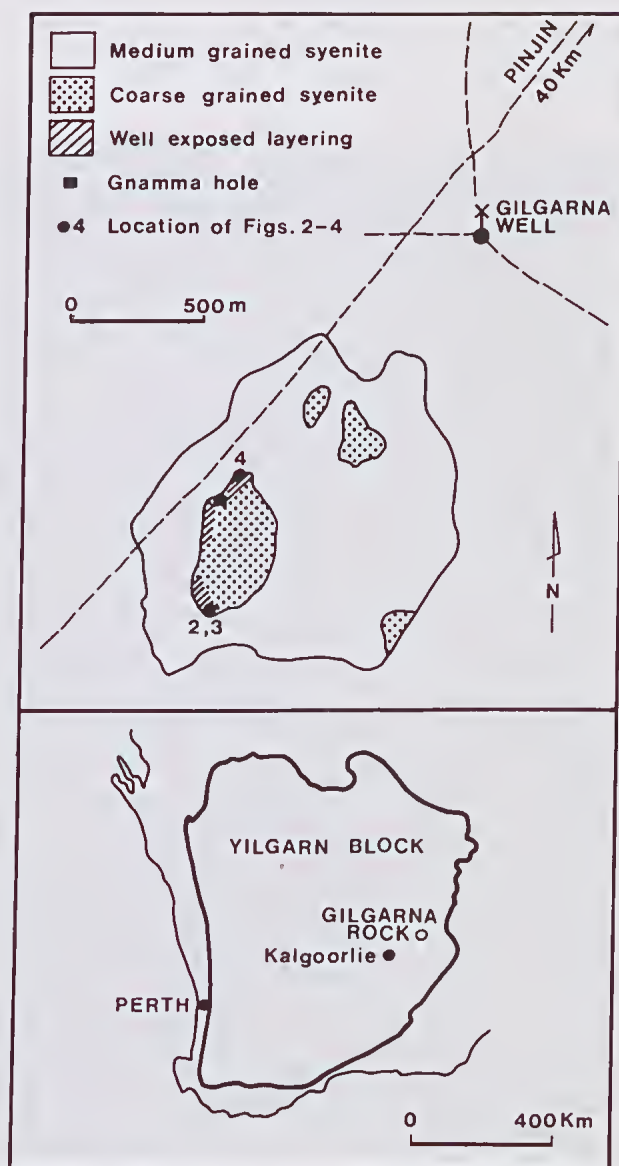 Medium grained syenite
Coarse grained syenite
Well exposed layering
Gnamma hole
4 Location of Figs. 2-4
0 500 m
PINJIN
40 Km
GILGARNA
WELL
4
2,3
N
YILGARN BLOCK
GILGARNA
ROCK
Kalgoorlie
PERTH
0 400 Km